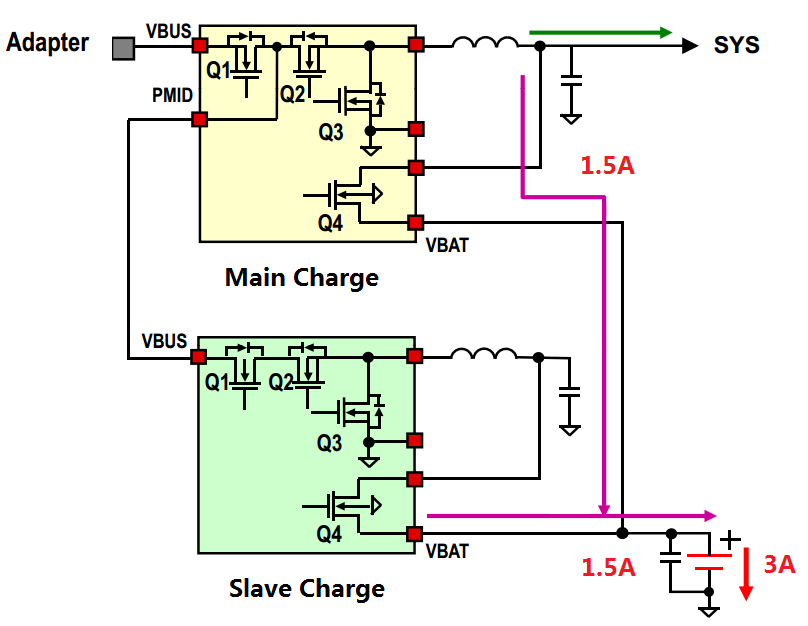 Adapter
VBUS
SYS
Q1
Q2
PMID
Q3
1.5A
Q4
VBAT
Main Charge
VBUS
Q1
Q2
Q3
Q4
VBAT
1.5A
+
3A
Slave Charge